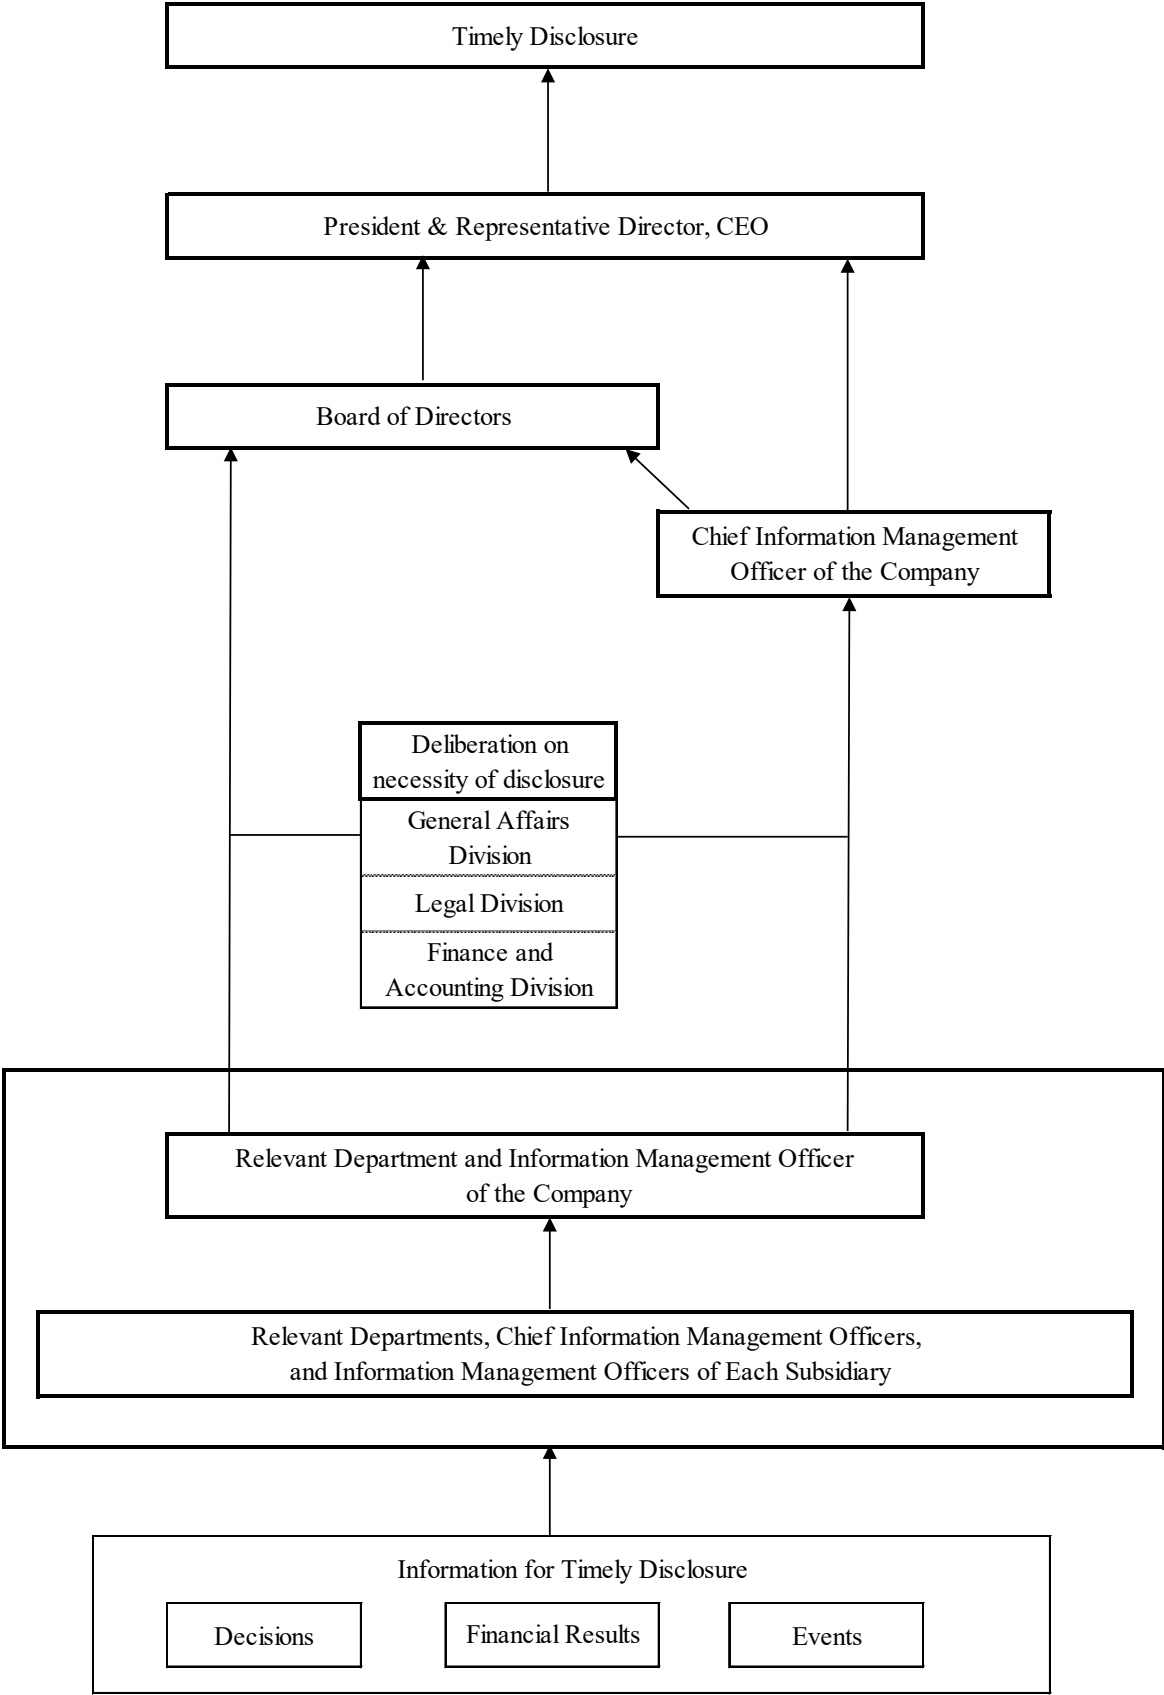 Timely Disclosure
President & Representative Director, CEO
Board of Directors
Chief Information Management
Officer of the Company
Deliberation on
necessity of disclosure
General Affairs
Division
Legal Division
Finance and
Accounting Division
Relevant Department and Information Management Officer
of the Company
Relevant Departments, Chief Information Management Officers,
and Information Management Officers of Each Subsidiary
Information for Timely Disclosure
Decisions
Financial Results
Events